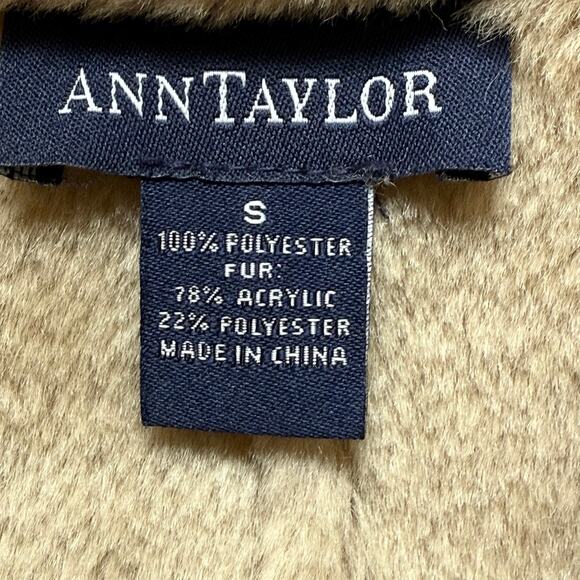 ANNTAYLOR
S
100% POLYESTER
FUR:
78% ACRYLIC
22% POLYESTER
MADE IN CHINA